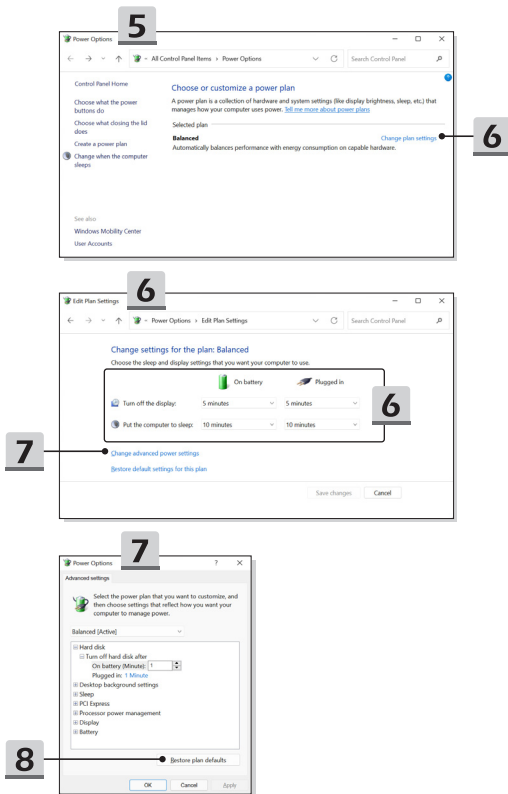 5
Power Options
All Control Panel Items › Power Options
Search Control Panel
Control Panel Home
Choose what the power
buttons do
Choose what closing the lid
does
Create a power plan
Change when the computer
sleeps
See also
Windows Mobility Center
User Accounts
Choose or customize a power plan
A power plan is a collection of hardware and system settings (like display brightness, sleep, etc.) that
manages how your computer uses power. Tell me more about power plans
Selected plan
Balanced
Change plan settings
Automatically balances performance with energy consumption on capable hardware.
6
6
Edit Plan Settings
Power Options › Edit Plan Settings
Search Control Panel
Change settings for the plan: Balanced
Choose the sleep and display settings that you want your computer to use.
On battery Plugged in
Turn off the display: 5 minutes 5 minutes
Put the computer to sleep: 10 minutes 10 minutes
6
7
Change advanced power settings
Restore default settings for this plan
Save changes Cancel
7
Power Options ?
Advanced settings
Select the power plan that you want to customize, and
then choose settings that reflect how you want your
computer to manage power.
Balanced [Active]
Hard disk
Turn off hard disk after
On battery (Minute): 1
Plugged in: 1 Minute
Desktop background settings
Sleep
PCI Express
Processor power management
Display
Battery
8
Restore plan defaults
OK Cancel Apply